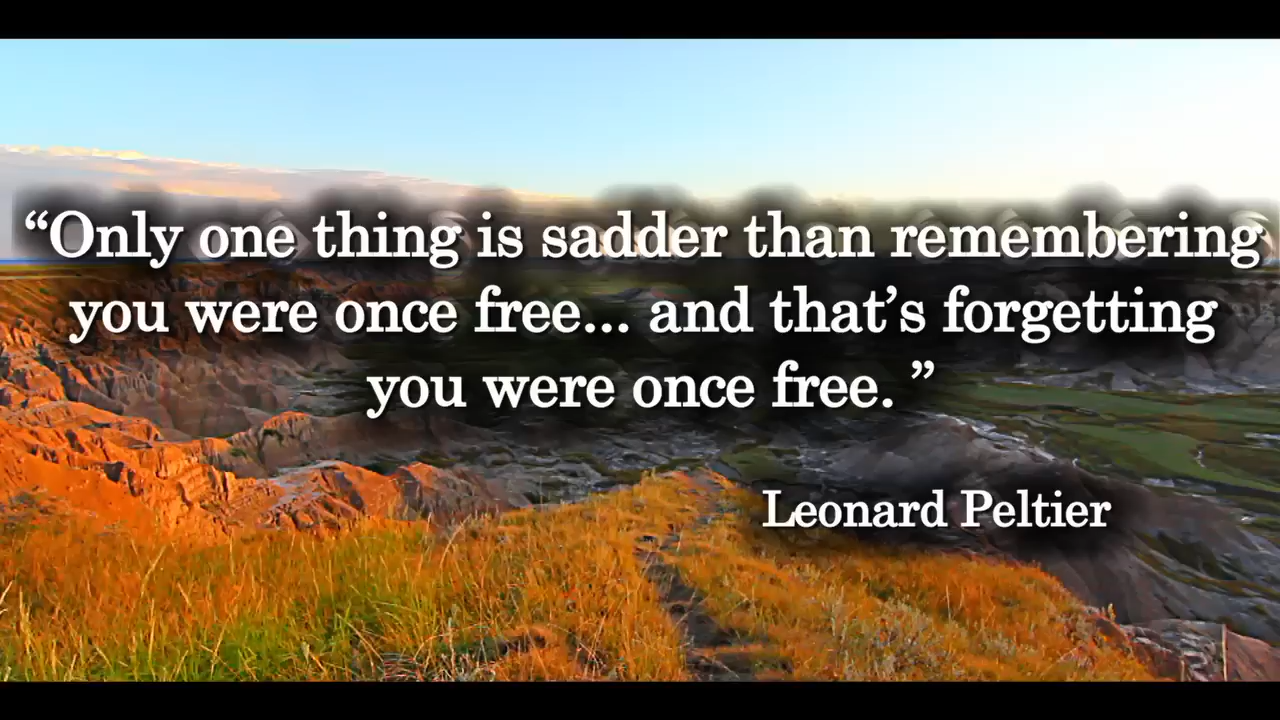 “Only one thing is sadder than remembering
you were once free... and that’s forgetting
you were once free. ”
Leonard Peltier